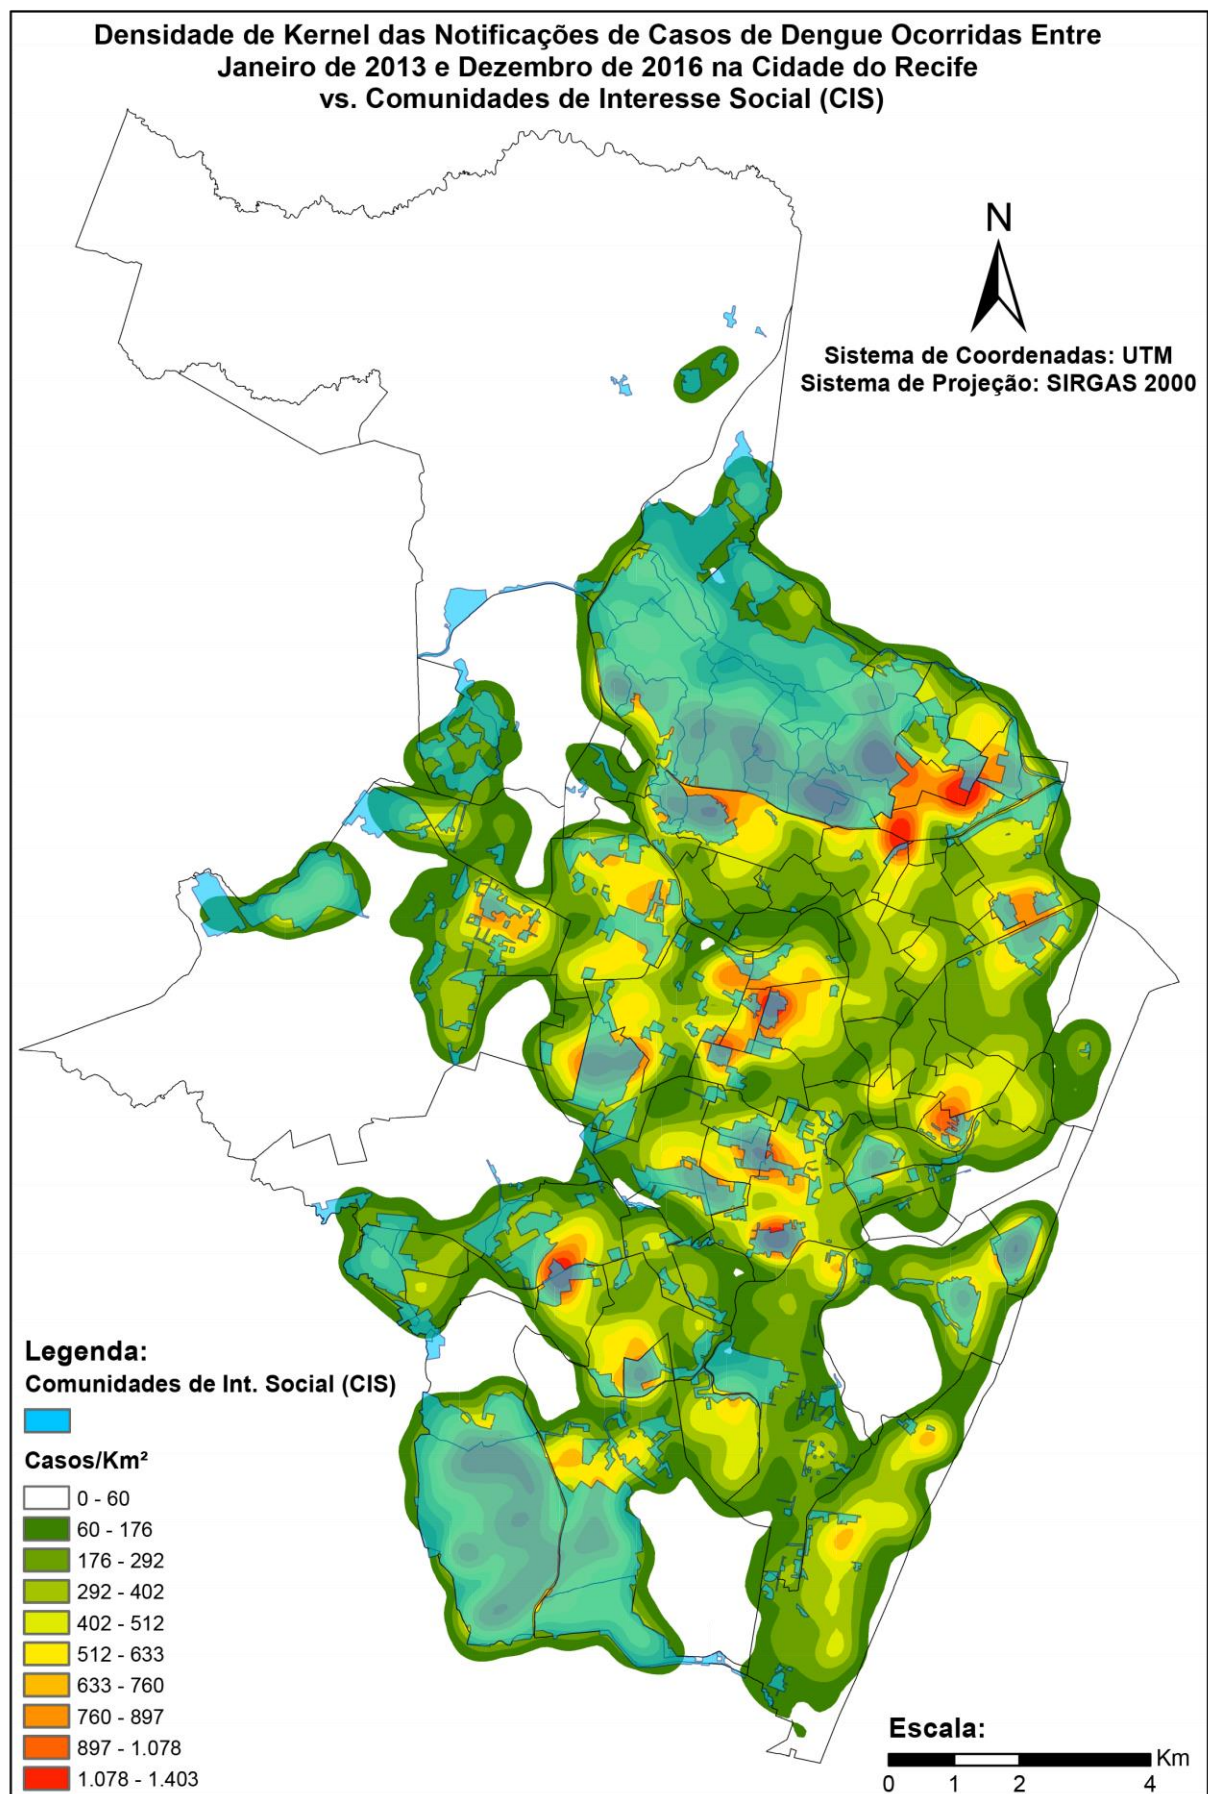 Densidade de Kernel das Notificações de Casos de Dengue Ocorridas Entre
Janeiro de 2013 e Dezembro de 2016 na Cidade do Recife
vs. Comunidades de Interesse Social (CIS)
N
Sistema de Coordenadas: UTM
Sistema de Projeção: SIRGAS 2000
Legenda:
Comunidades de Int. Social (CIS)
Casos/Km²
0 - 60
60 - 176
176 - 292
292 - 402
402 - 512
512 - 633
633 - 760
760 - 897
897 - 1.078
1.078 - 1.403
Escala:
Km
0 1 2 4